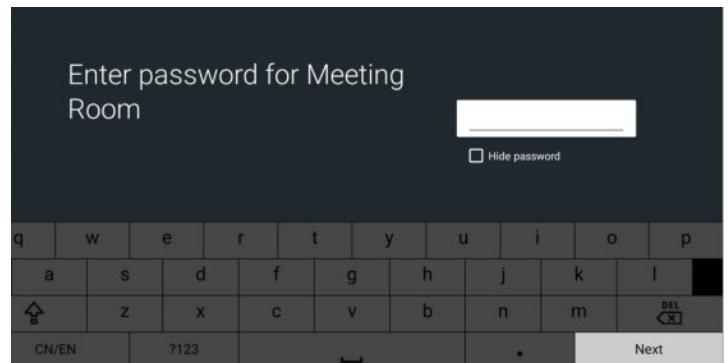 Enter password for Meeting
Room
Hide password
q w e r t y u i o p
a s d f g h j k l
z x c v b n m DEL
CN/EN ?123 . Next